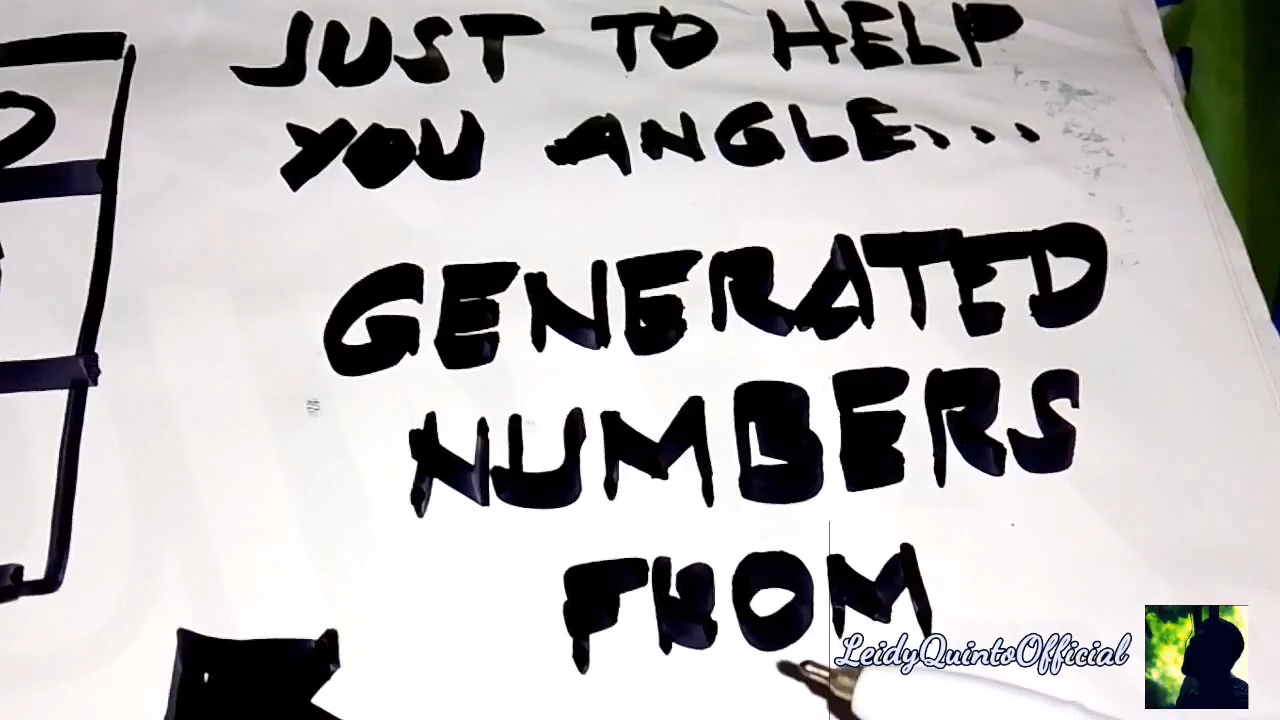 JUST TO HELP
YOU ANGLE...
GENERATED
NUMBERS
FROM
LeidyQuintoOfficial